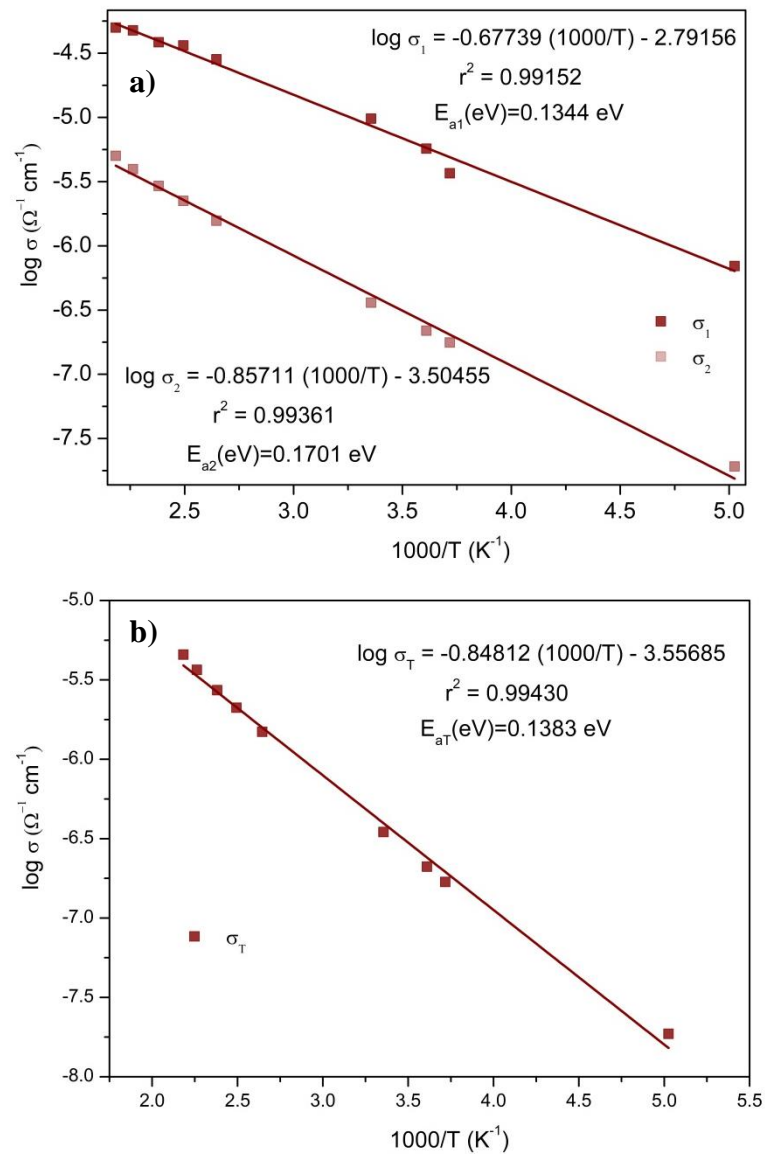 a)
log σ₁ = -0.67739 (1000/T) - 2.79156
r² = 0.99152
Eₐ₁(eV)=0.1344 eV
-4.5
-5.0
-5.5
-6.0
-6.5
-7.0
-7.5
log σ (Ω⁻¹ cm⁻¹)
σ₁
σ₂
log σ₂ = -0.85711 (1000/T) - 3.50455
r² = 0.99361
Eₐ₂(eV)=0.1701 eV
2.5 3.0 3.5 4.0 4.5 5.0
1000/T (K⁻¹)
b)
log σ_T = -0.84812 (1000/T) - 3.55685
r² = 0.99430
E_aT(eV)=0.1383 eV
-5.0
-5.5
-6.0
-6.5
-7.0
-7.5
-8.0
log σ (Ω⁻¹ cm⁻¹)
σ_T
2.0 2.5 3.0 3.5 4.0 4.5 5.0 5.5
1000/T (K⁻¹)